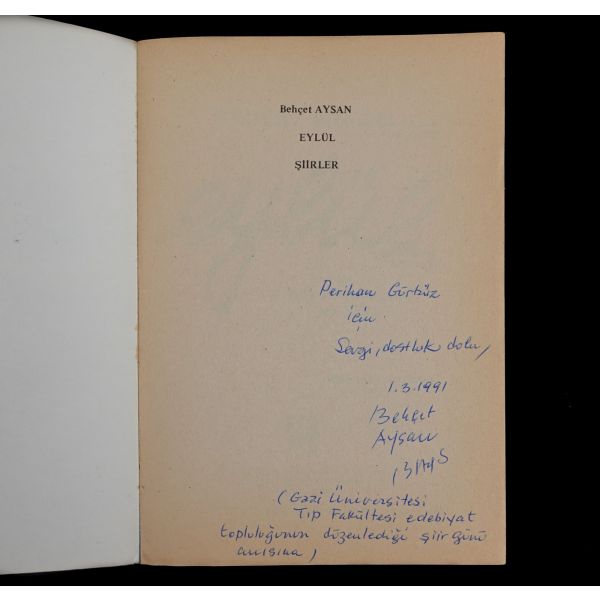 Behçet AYSAN
EYLÜL
ŞİİRLER
Perihan Gürbüz
için
Sevgi, dostluk dolu,
1.3.1991
Behçet
Aysan
(Gazi Üniversitesi
Tıp Fakültesi edebiyat
topluluğunun düzenlediği şiir günü
anısına)